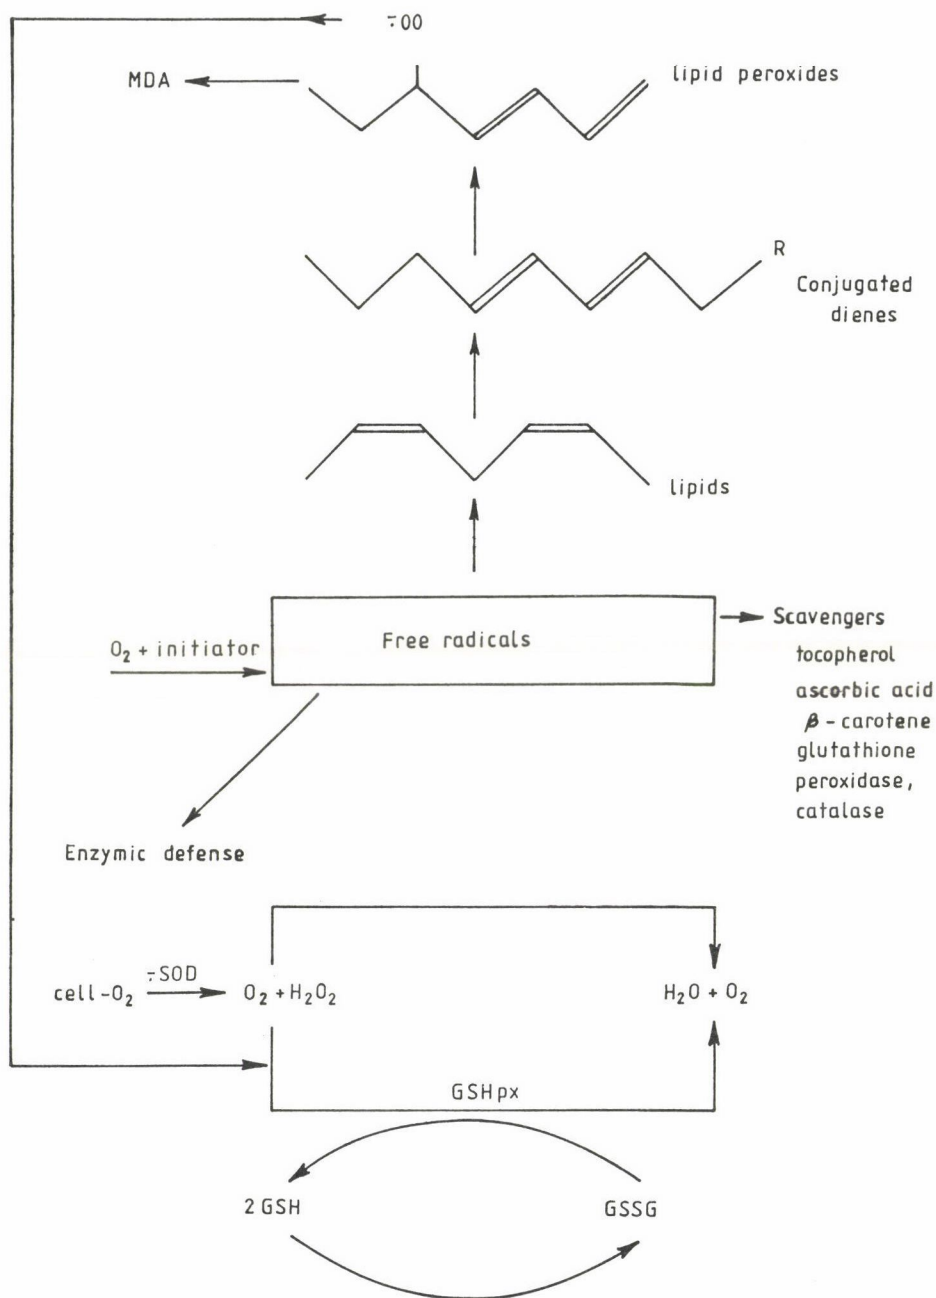 -̇OO
MDA
lipid peroxides
R
Conjugated
dienes
lipids
Free radicals
O₂ + initiator
Scavengers
tocopherol
ascorbic acid
β - carotene
glutathione
peroxidase,
catalase
Enzymic defense
-̇SOD
cell-O₂
O₂ + H₂O₂
H₂O + O₂
GSHpx
2 GSH
GSSG